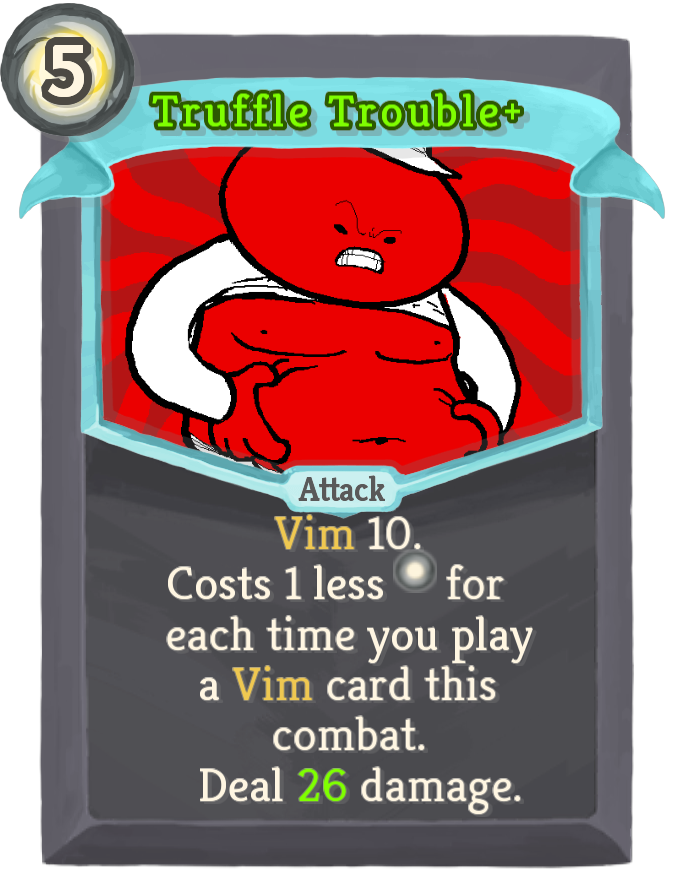 5
Truffle Trouble+
Attack
Vim 10.
Costs 1 less for
each time you play
a Vim card this
combat.
Deal 26 damage.